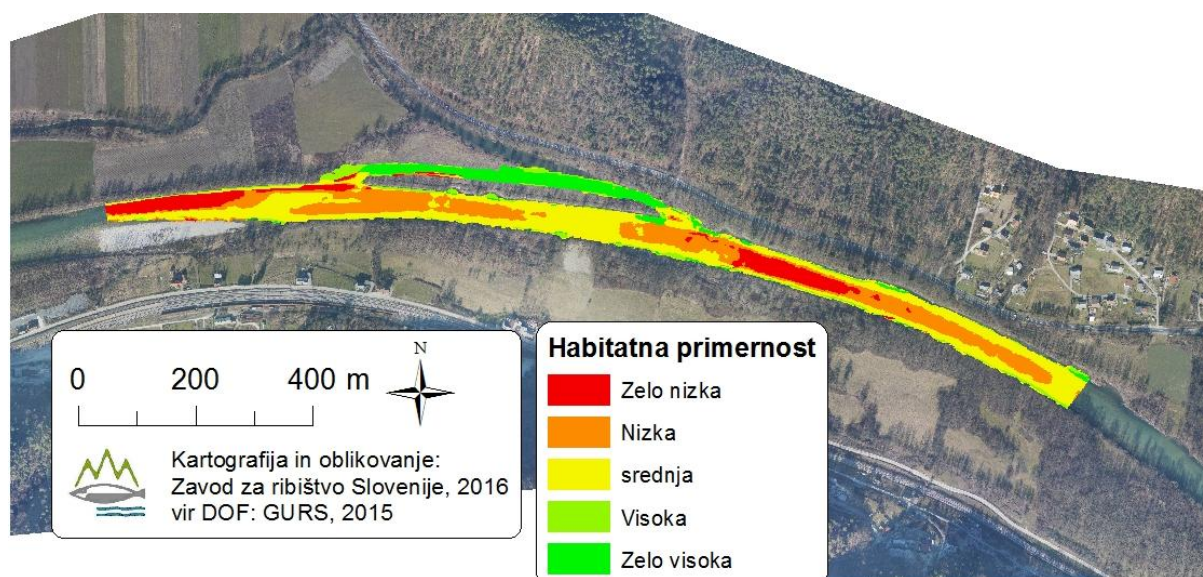 0 200 400 m
N
Kartografija in oblikovanje:
Zavod za ribištvo Slovenije, 2016
vir DOF: GURS, 2015
Habitatna primernost
Zelo nizka
Nizka
srednja
Visoka
Zelo visoka